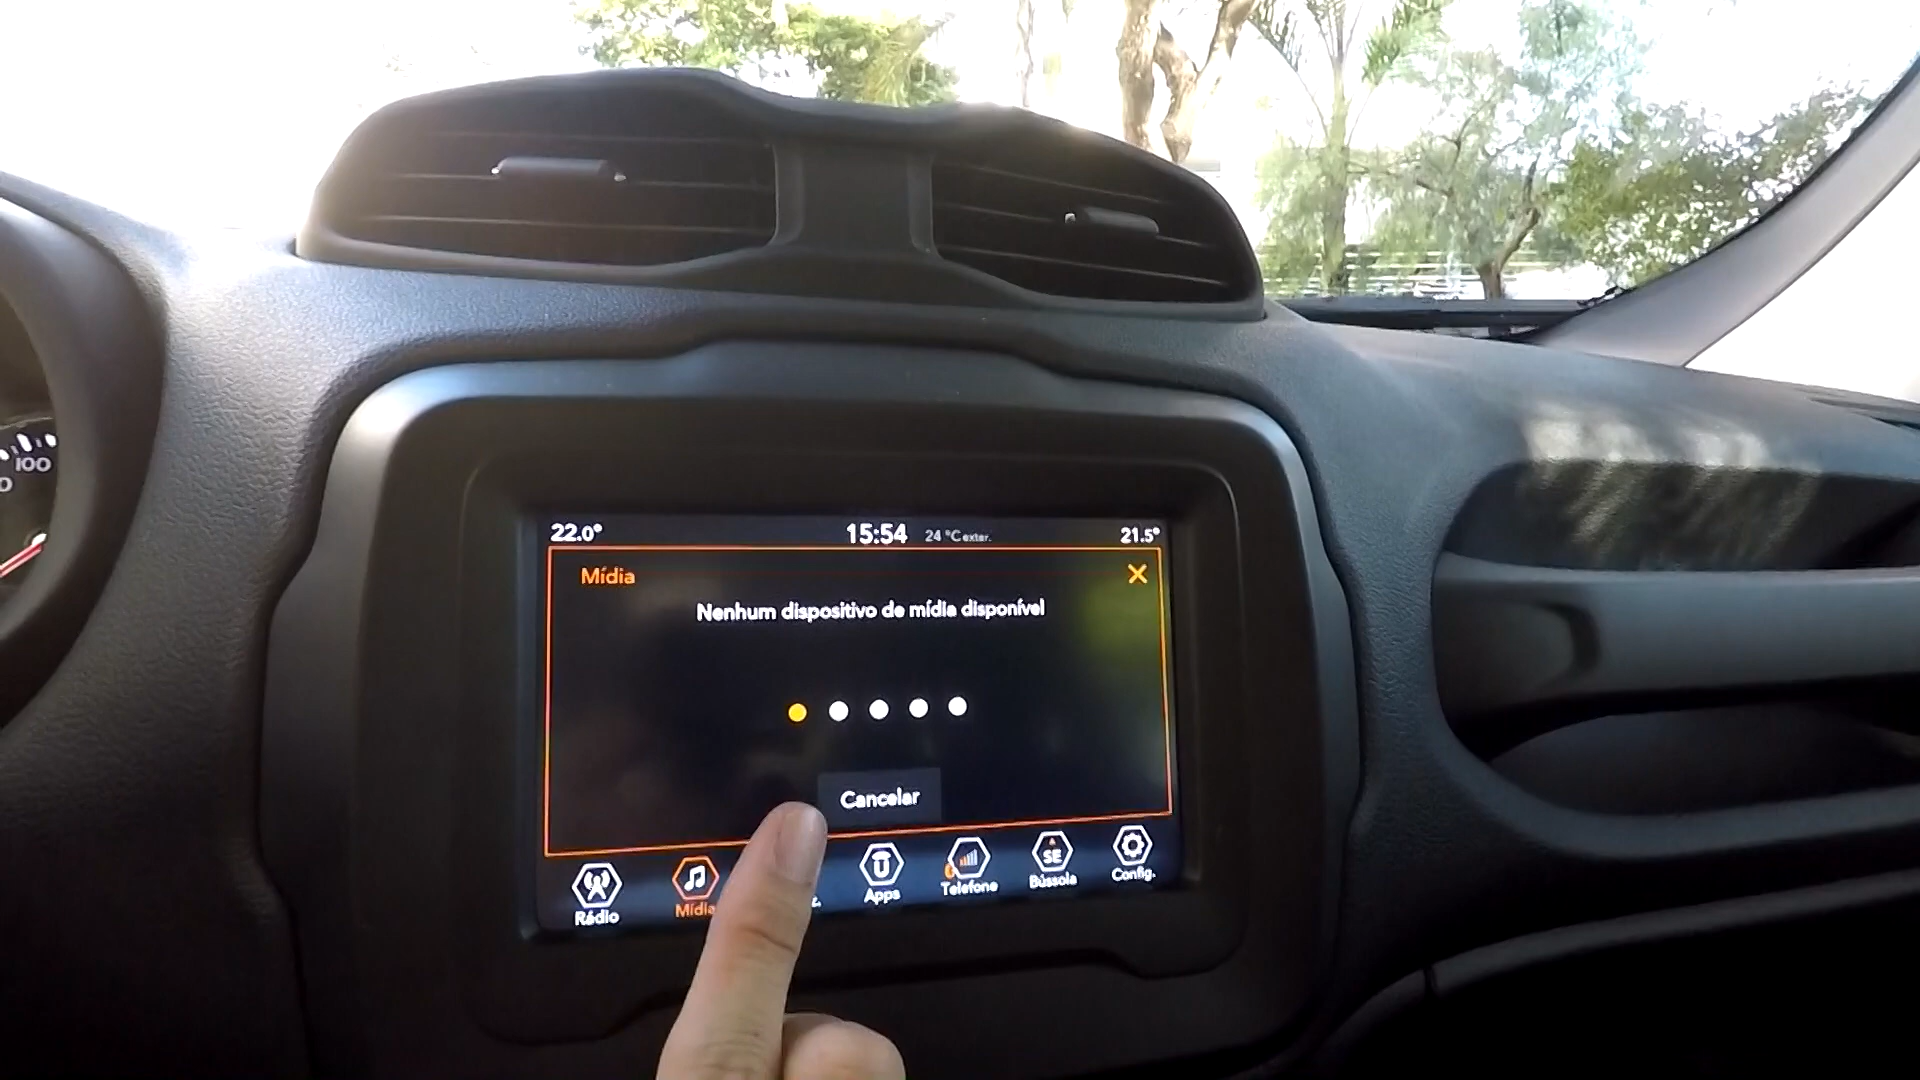 22.0°
15:54
24 °C exter.
21.5°
Mídia
Nenhum dispositivo de mídia disponível
Cancelar
Rádio
Mídia
Apps
Telefone
SE
Bússola
Config.
100